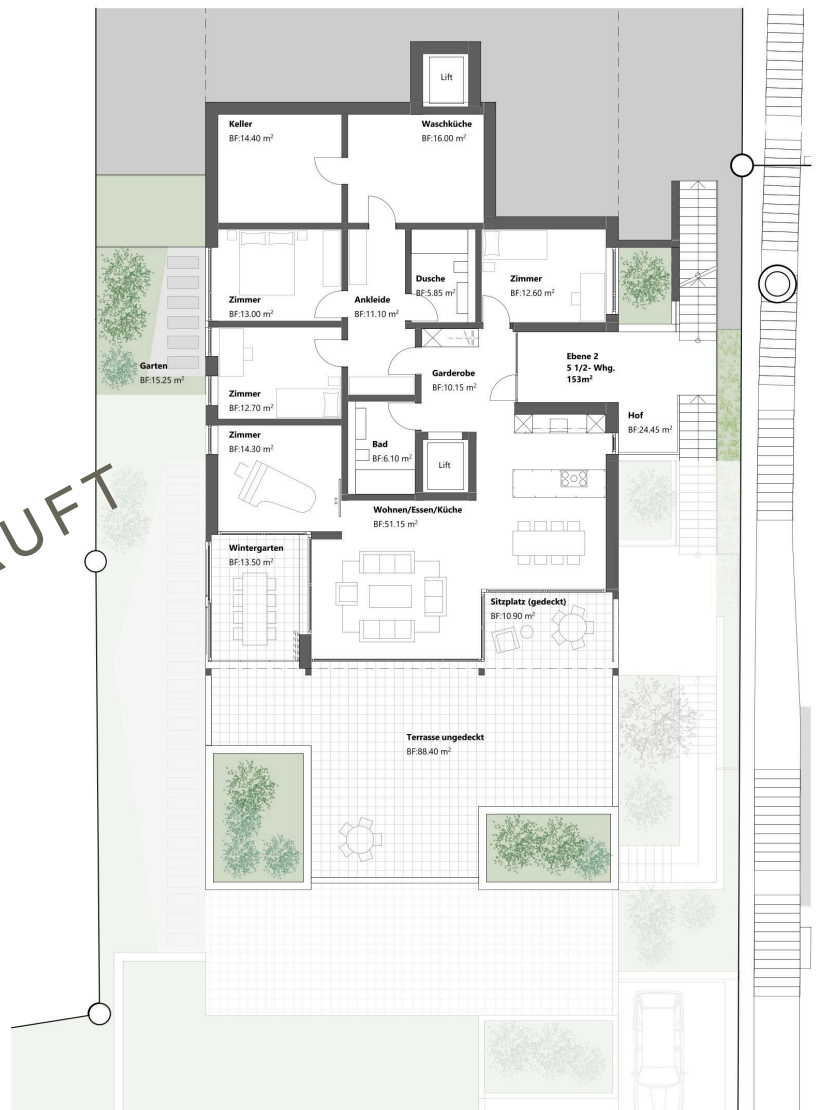 Lift
Keller
BF:14.40 m²
Waschküche
BF:16.00 m²
Zimmer
BF:13.00 m²
Ankleide
BF:11.10 m²
Dusche
BF:5.85 m²
Zimmer
BF:12.60 m²
Garten
BF:15.25 m²
Zimmer
BF:12.70 m²
Garderobe
BF:10.15 m²
Ebene 2
5 1/2- Whg.
153m²
Hof
BF:24.45 m²
Zimmer
BF:14.30 m²
Bad
BF:6.10 m²
Lift
Wohnen/Essen/Küche
BF:51.15 m²
Wintergarten
BF:13.50 m²
Sitzplatz (gedeckt)
BF:10.90 m²
Terrasse ungedeckt
BF:88.40 m²